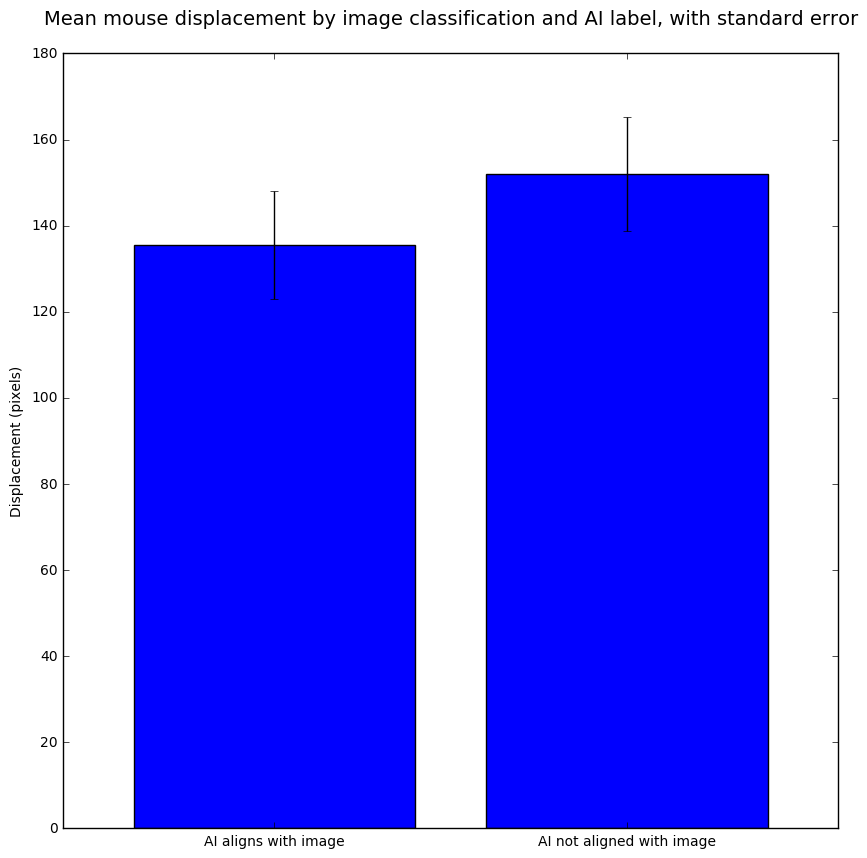 Mean mouse displacement by image classification and AI label, with standard error
180
160
140
120
100
80
60
40
20
0
Displacement (pixels)
AI aligns with image
AI not aligned with image